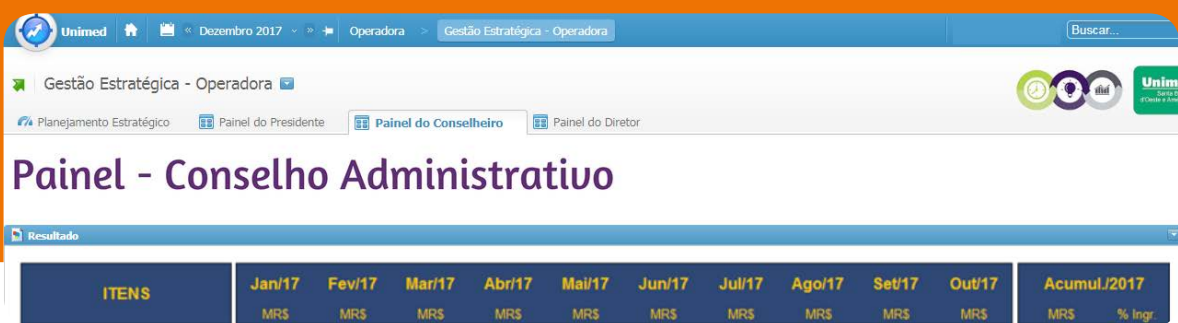 Unimed « Dezembro 2017 » Operadora > Gestão Estratégica - Operadora Buscar...
Gestão Estratégica - Operadora
Planejamento Estratégico Painel do Presidente Painel do Conselheiro Painel do Diretor
Painel - Conselho Administrativo
Resultado
ITENS Jan/17 Fev/17 Mar/17 Abr/17 Mai/17 Jun/17 Jul/17 Ago/17 Set/17 Out/17 Acumul./2017
MR$ MR$ MR$ MR$ MR$ MR$ MR$ MR$ MR$ MR$ MR$ % Ingr.